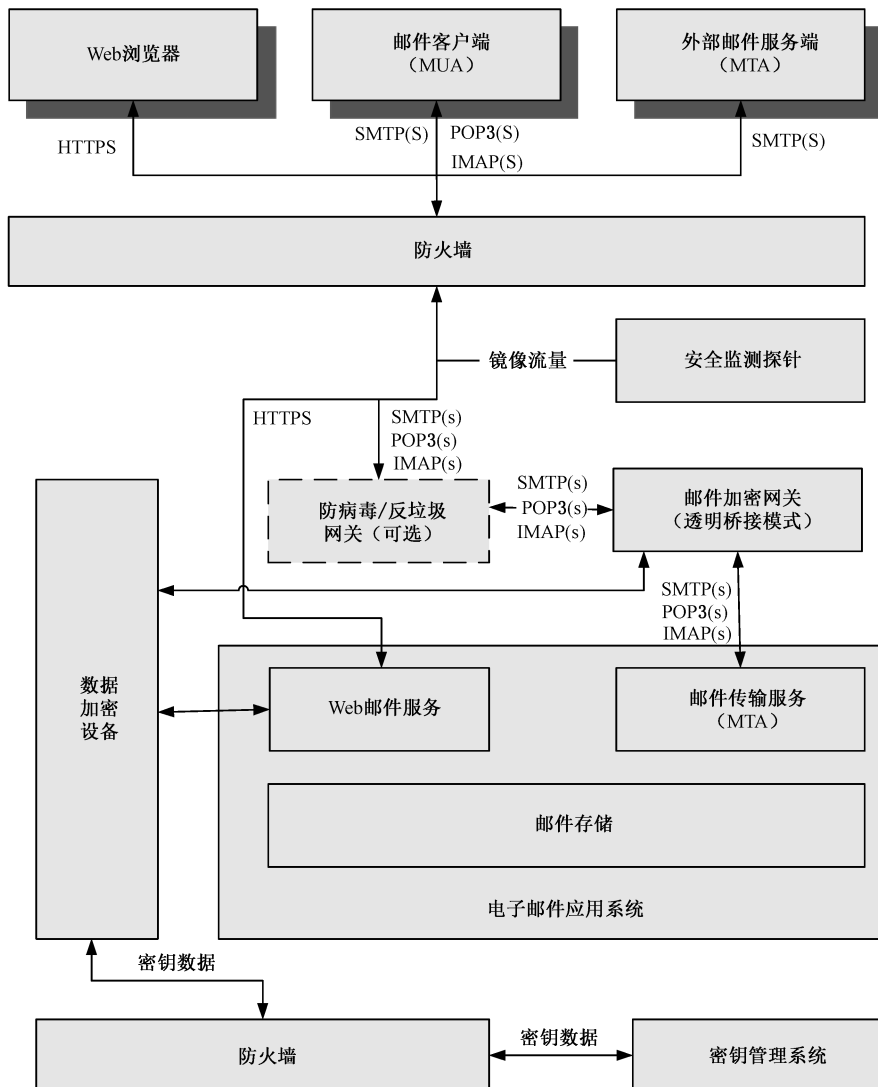 Web浏览器
邮件客户端
（MUA）
外部邮件服务端
（MTA）
HTTPS
SMTP(S)
POP3(S)
IMAP(S)
SMTP(S)
防火墙
镜像流量
安全监测探针
HTTPS
SMTP(s)
POP3(s)
IMAP(s)
防病毒/反垃圾
网关（可选）
SMTP(s)
POP3(s)
IMAP(s)
邮件加密网关
（透明桥接模式）
SMTP(s)
POP3(s)
IMAP(s)
数据
加密
设备
Web邮件服务
邮件传输服务
（MTA）
邮件存储
电子邮件应用系统
密钥数据
防火墙
密钥数据
密钥管理系统